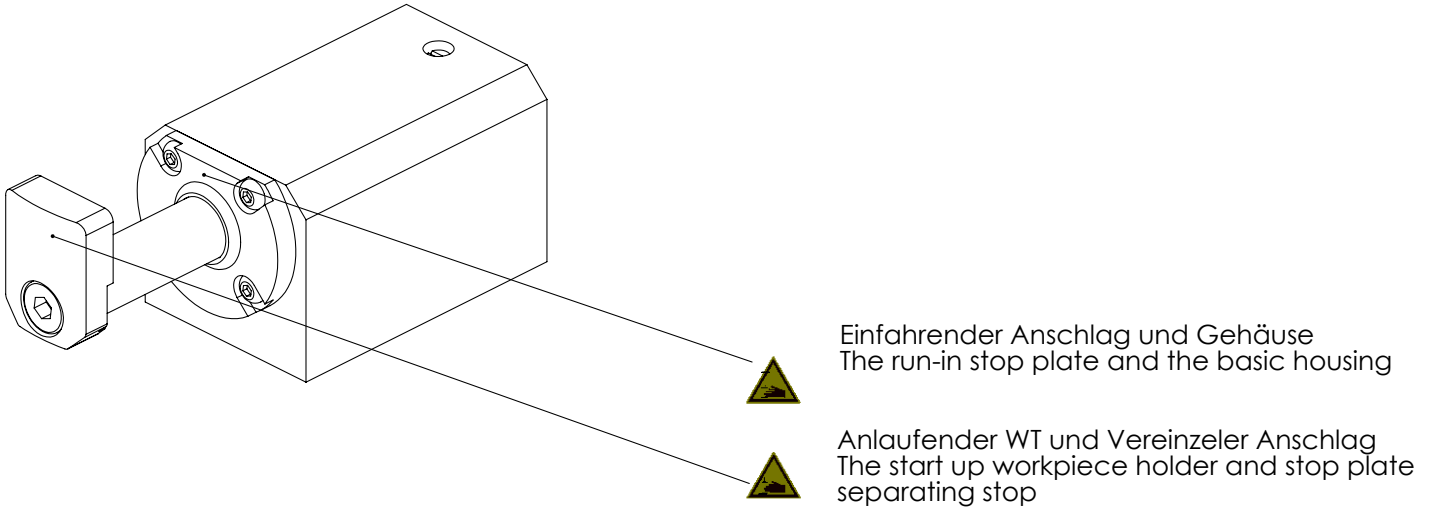 Einfahrender Anschlag und Gehäuse
The run-in stop plate and the basic housing
Anlaufender WT und Vereinzeler Anschlag
The start up workpiece holder and stop plate
separating stop